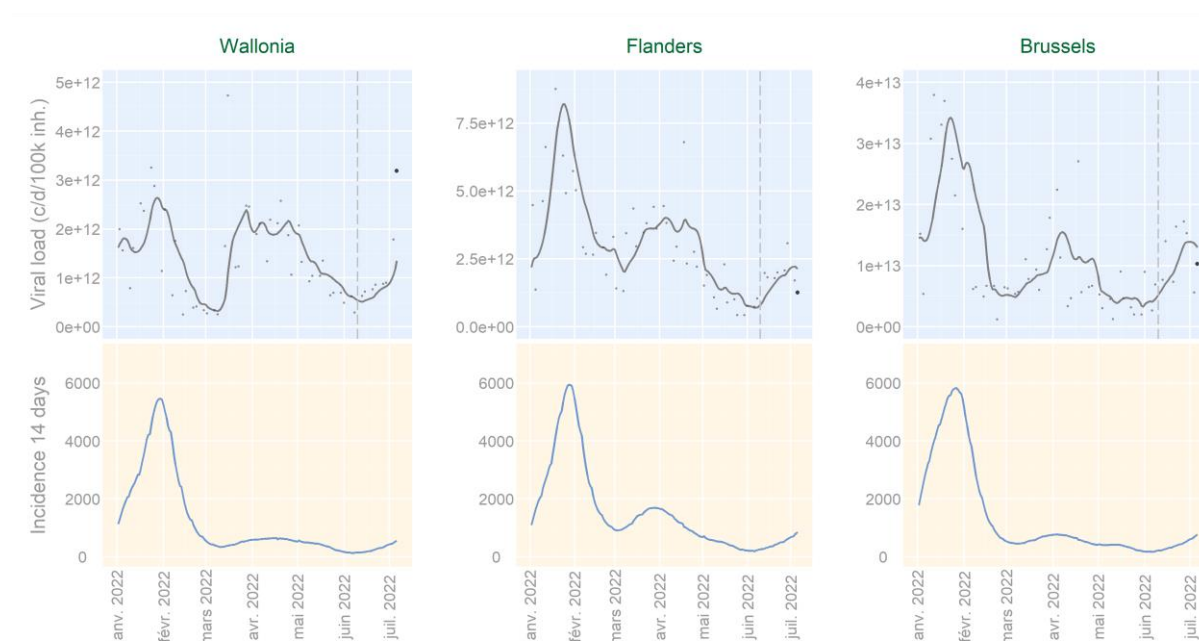 Wallonia
Flanders
Brussels
Viral load (c/d/100k inh.)
5e+12
4e+12
3e+12
2e+12
1e+12
0e+00
7.5e+12
5.0e+12
2.5e+12
0.0e+00
4e+13
3e+13
2e+13
1e+13
0e+00
Incidence 14 days
6000
4000
2000
0
6000
4000
2000
0
6000
4000
2000
0
anv. 2022
févr. 2022
mars 2022
avr. 2022
mai 2022
juin 2022
juil. 2022
anv. 2022
févr. 2022
mars 2022
avr. 2022
mai 2022
juin 2022
juil. 2022
anv. 2022
févr. 2022
mars 2022
avr. 2022
mai 2022
juin 2022
juil. 2022